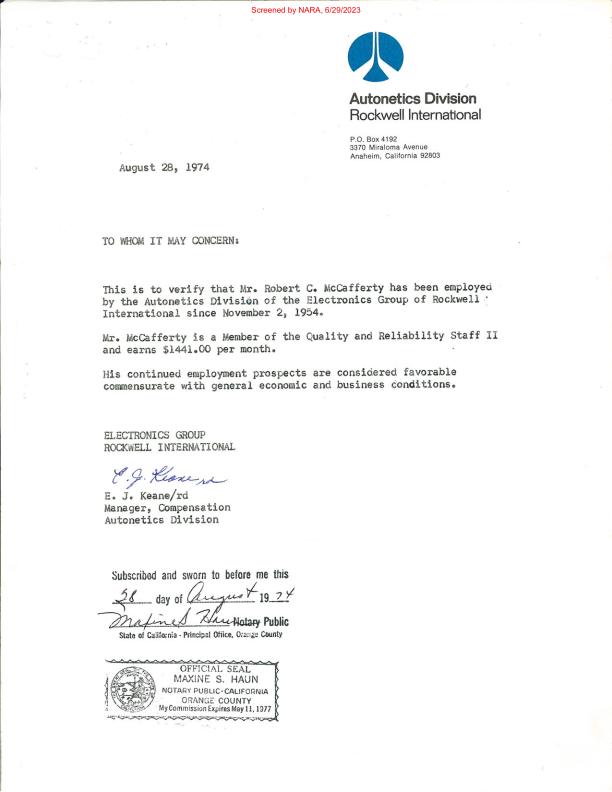 Screened by NARA, 6/29/2023
Autonetics Division
Rockwell International
P.O. Box 4192
3370 Miraloma Avenue
Anaheim, California 92803
August 28, 1974
TO WHOM IT MAY CONCERN:
This is to verify that Mr. Robert C. McCafferty has been employed
by the Autonetics Division of the Electronics Group of Rockwell
International since November 2, 1954.
Mr. McCafferty is a Member of the Quality and Reliability Staff II
and earns $1441.00 per month.
His continued employment prospects are considered favorable
commensurate with general economic and business conditions.
ELECTRONICS GROUP
ROCKWELL INTERNATIONAL
E. J. Keane rd
E. J. Keane/rd
Manager, Compensation
Autonetics Division
Subscribed and sworn to before me this
28 day of August 1974
Maxine S Haun Notary Public
State of California - Principal Office, Orange County
OFFICIAL SEAL
MAXINE S. HAUN
NOTARY PUBLIC-CALIFORNIA
ORANGE COUNTY
My Commission Expires May 11, 1977